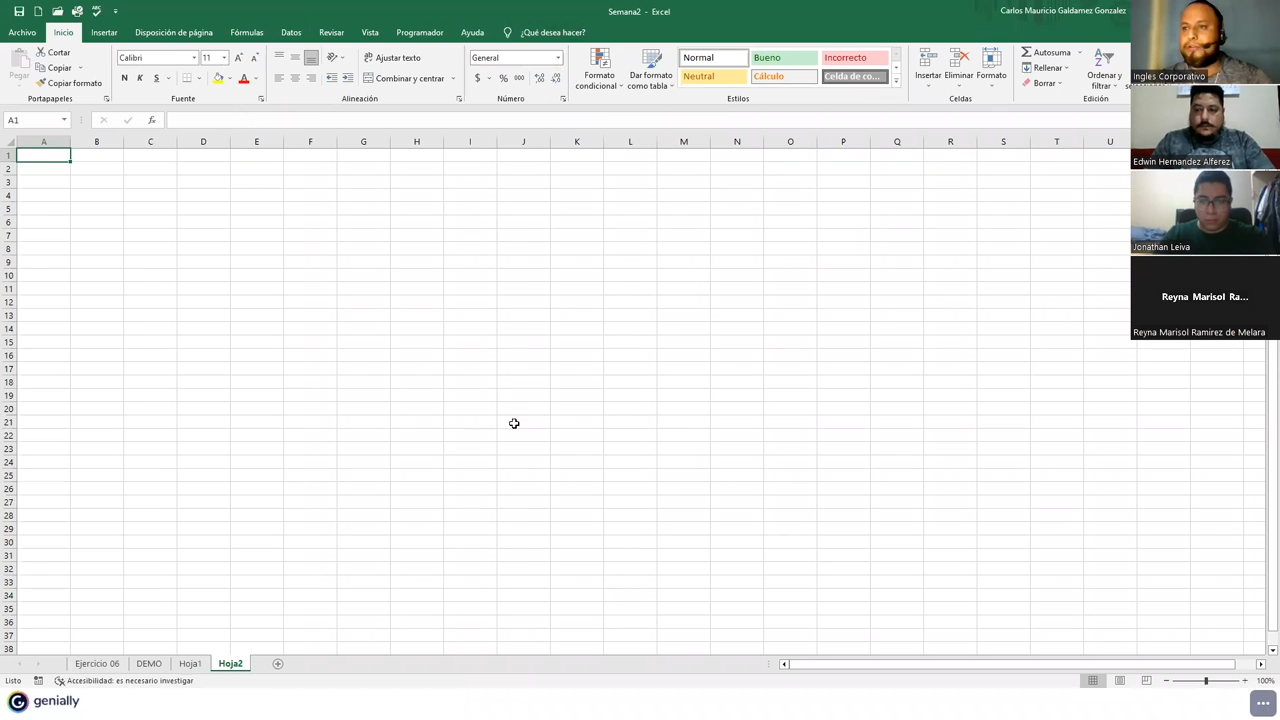 Semana2 - Excel
Carlos Mauricio Galdamez Gonzalez
Archivo Inicio Insertar Disposición de página Fórmulas Datos Revisar Vista Programador Ayuda ¿Qué desea hacer?
Pegar
Cortar
Copiar
Copiar formato
Portapapeles
Calibri 11
N K S
Fuente
Ajustar texto
Combinar y centrar
Alineación
General
$ % 000
Número
Formato condicional
Dar formato como tabla
Normal Bueno Incorrecto
Neutral Cálculo Celda de co...
Estilos
Insertar Eliminar Formato
Celdas
Autosuma
Rellenar
Borrar
Ordenar y filtrar
Edición
A1
fx
A B C D E F G H I J K L M N O P Q R S T U
1
2
3
4
5
6
7
8
9
10
11
12
13
14
15
16
17
18
19
20
21
22
23
24
25
26
27
28
29
30
31
32
33
34
35
36
37
38
Ingles Corporativo
Edwin Hernandez Alferez
Jonathan Leiva
Reyna Marisol Ra...
Reyna Marisol Ramirez de Melara
Ejercicio 06 DEMO Hoja1 Hoja2
Listo Accesibilidad: es necesario investigar
100%
genially